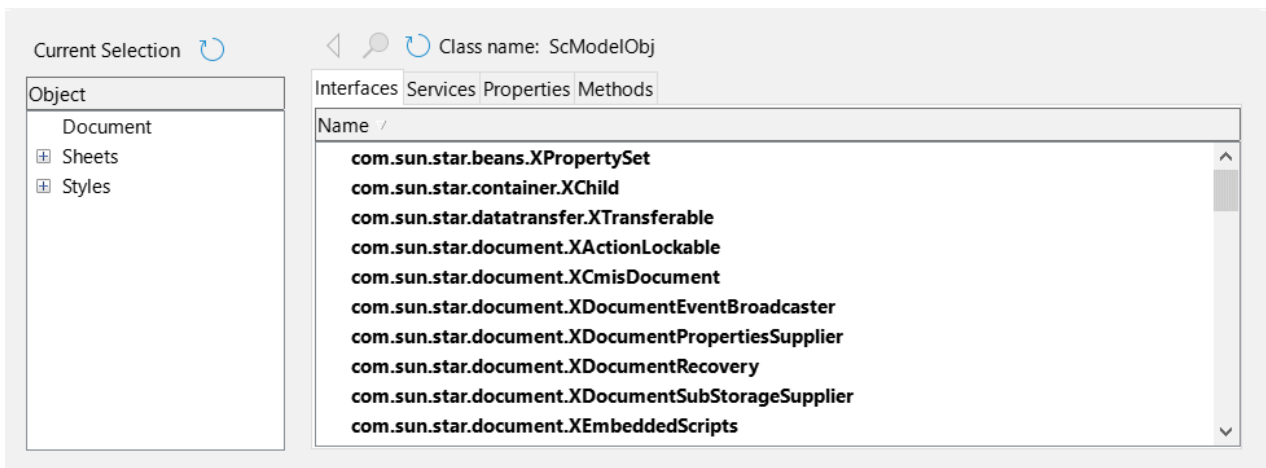 Current Selection
Object
Document
Sheets
Styles
Class name: ScModelObj
Interfaces Services Properties Methods
Name
com.sun.star.beans.XPropertySet
com.sun.star.container.XChild
com.sun.star.datatransfer.XTransferable
com.sun.star.document.XActionLockable
com.sun.star.document.XCmisDocument
com.sun.star.document.XDocumentEventBroadcaster
com.sun.star.document.XDocumentPropertiesSupplier
com.sun.star.document.XDocumentRecovery
com.sun.star.document.XDocumentSubStorageSupplier
com.sun.star.document.XEmbeddedScripts